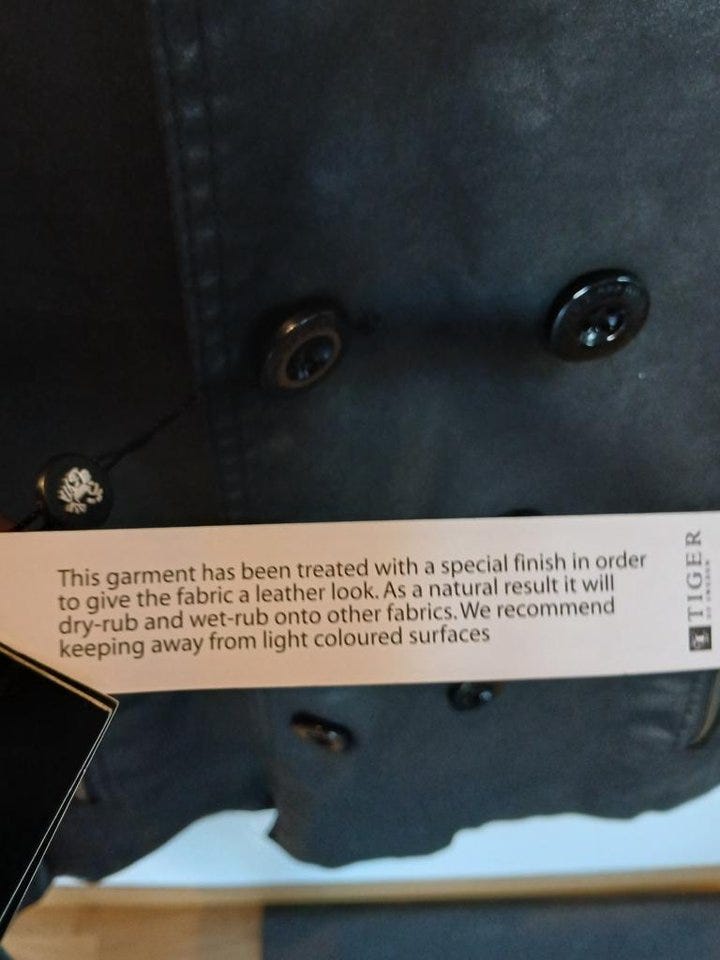 This garment has been treated with a special finish in order
to give the fabric a leather look. As a natural result it will
dry-rub and wet-rub onto other fabrics. We recommend
keeping away from light coloured surfaces
TIGER
OF SWEDEN